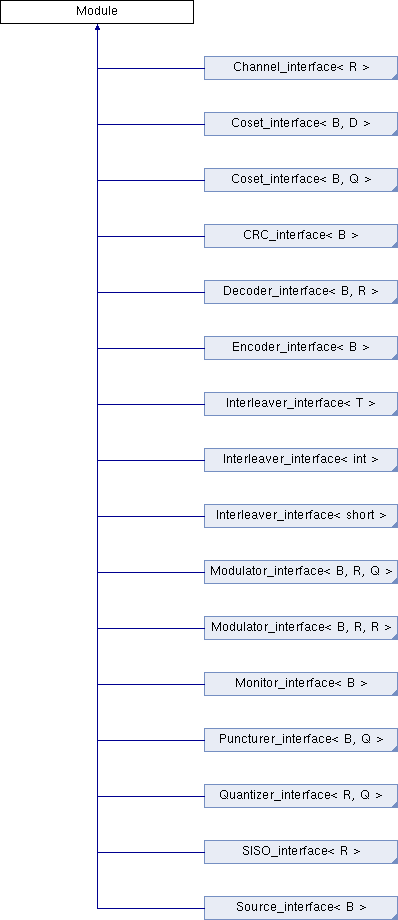 Module
Channel_interface< R >
Coset_interface< B, D >
Coset_interface< B, Q >
CRC_interface< B >
Decoder_interface< B, R >
Encoder_interface< B >
Interleaver_interface< T >
Interleaver_interface< int >
Interleaver_interface< short >
Modulator_interface< B, R, Q >
Modulator_interface< B, R, R >
Monitor_interface< B >
Puncturer_interface< B, Q >
Quantizer_interface< R, Q >
SISO_interface< R >
Source_interface< B >